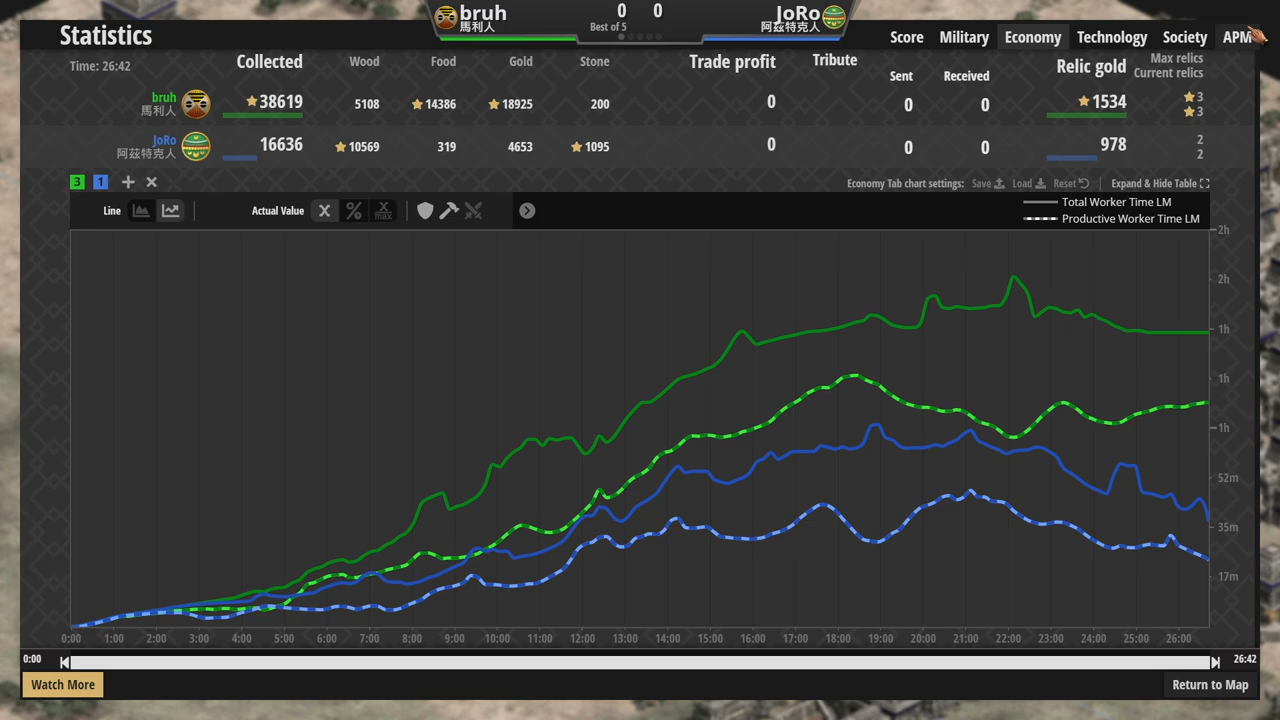 bruh
馬利人
0 0
Best of 5
JoRo
阿茲特克人
Statistics
Score Military Economy Technology Society APM
Time: 26:42
Collected Wood Food Gold Stone Trade profit Tribute Sent Received Relic gold Max relics
Current relics
bruh
馬利人
38619 5108 14386 18925 200 0 0 0 1534 3
3
JoRo
阿茲特克人
16636 10569 319 4653 1095 0 0 0 978 2
2
3 1
Economy Tab chart settings: Save Load Reset Expand & Hide Table
Line Actual Value X % X max
Total Worker Time LM
Productive Worker Time LM
2h
2h
1h
1h
1h
52m
35m
17m
0:00 1:00 2:00 3:00 4:00 5:00 6:00 7:00 8:00 9:00 10:00 11:00 12:00 13:00 14:00 15:00 16:00 17:00 18:00 19:00 20:00 21:00 22:00 23:00 24:00 25:00 26:00
0:00 26:42
Watch More Return to Map